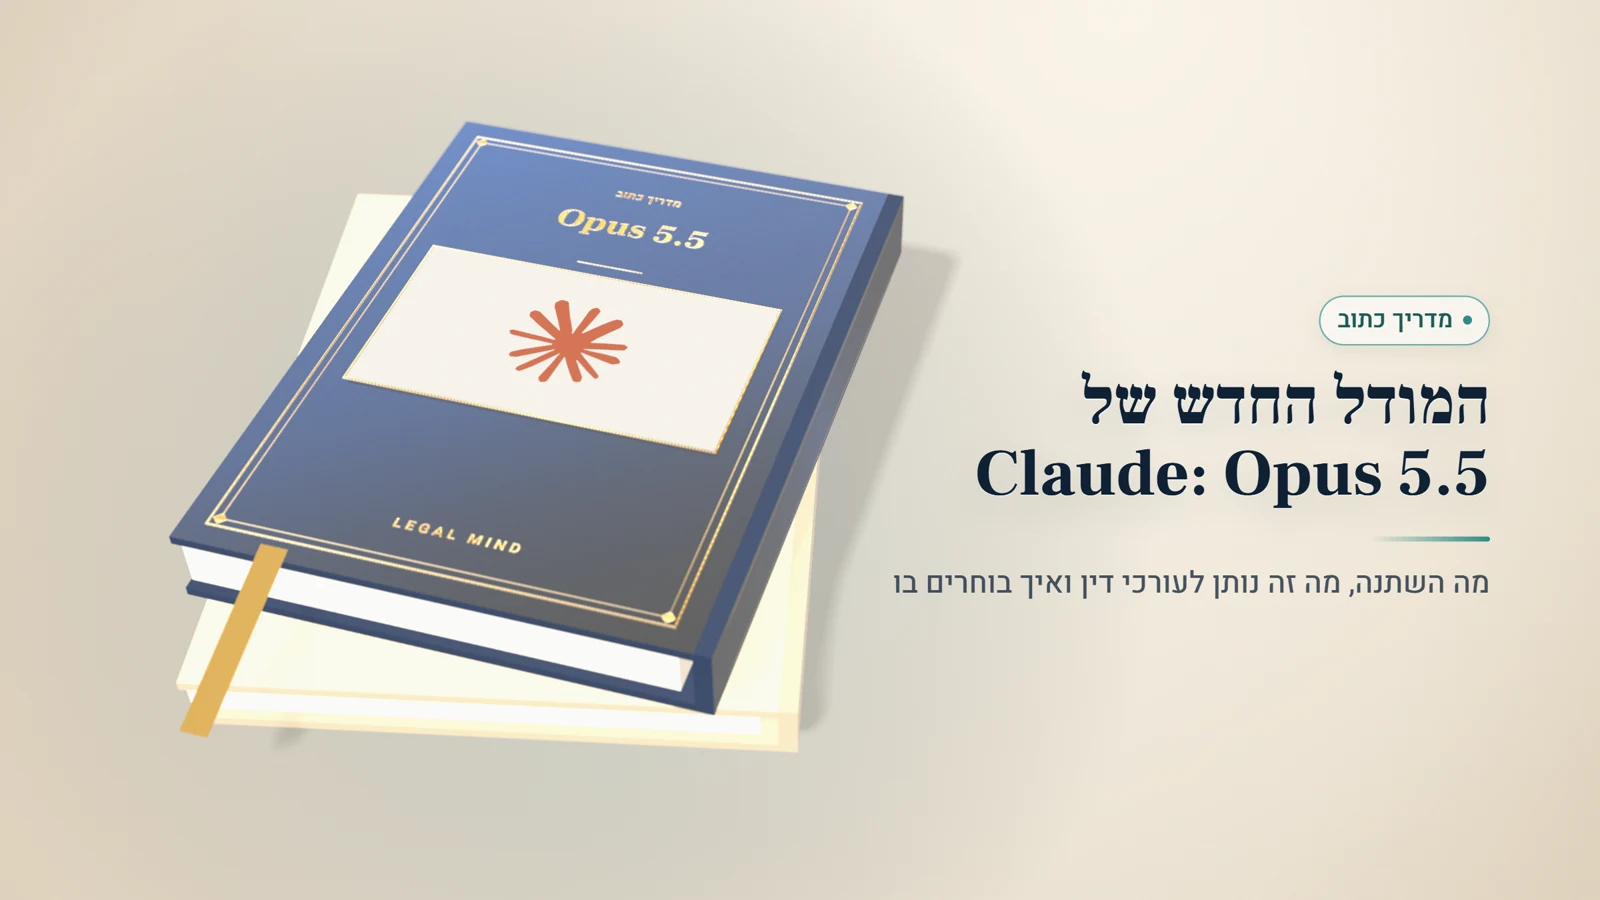 מדריך כתוב
Opus 5.5
LEGAL MIND
מדריך כתוב
המודל החדש של
Claude: Opus 5.5
מה השתנה, מה זה נותן לעורכי דין ואיך בוחרים בו